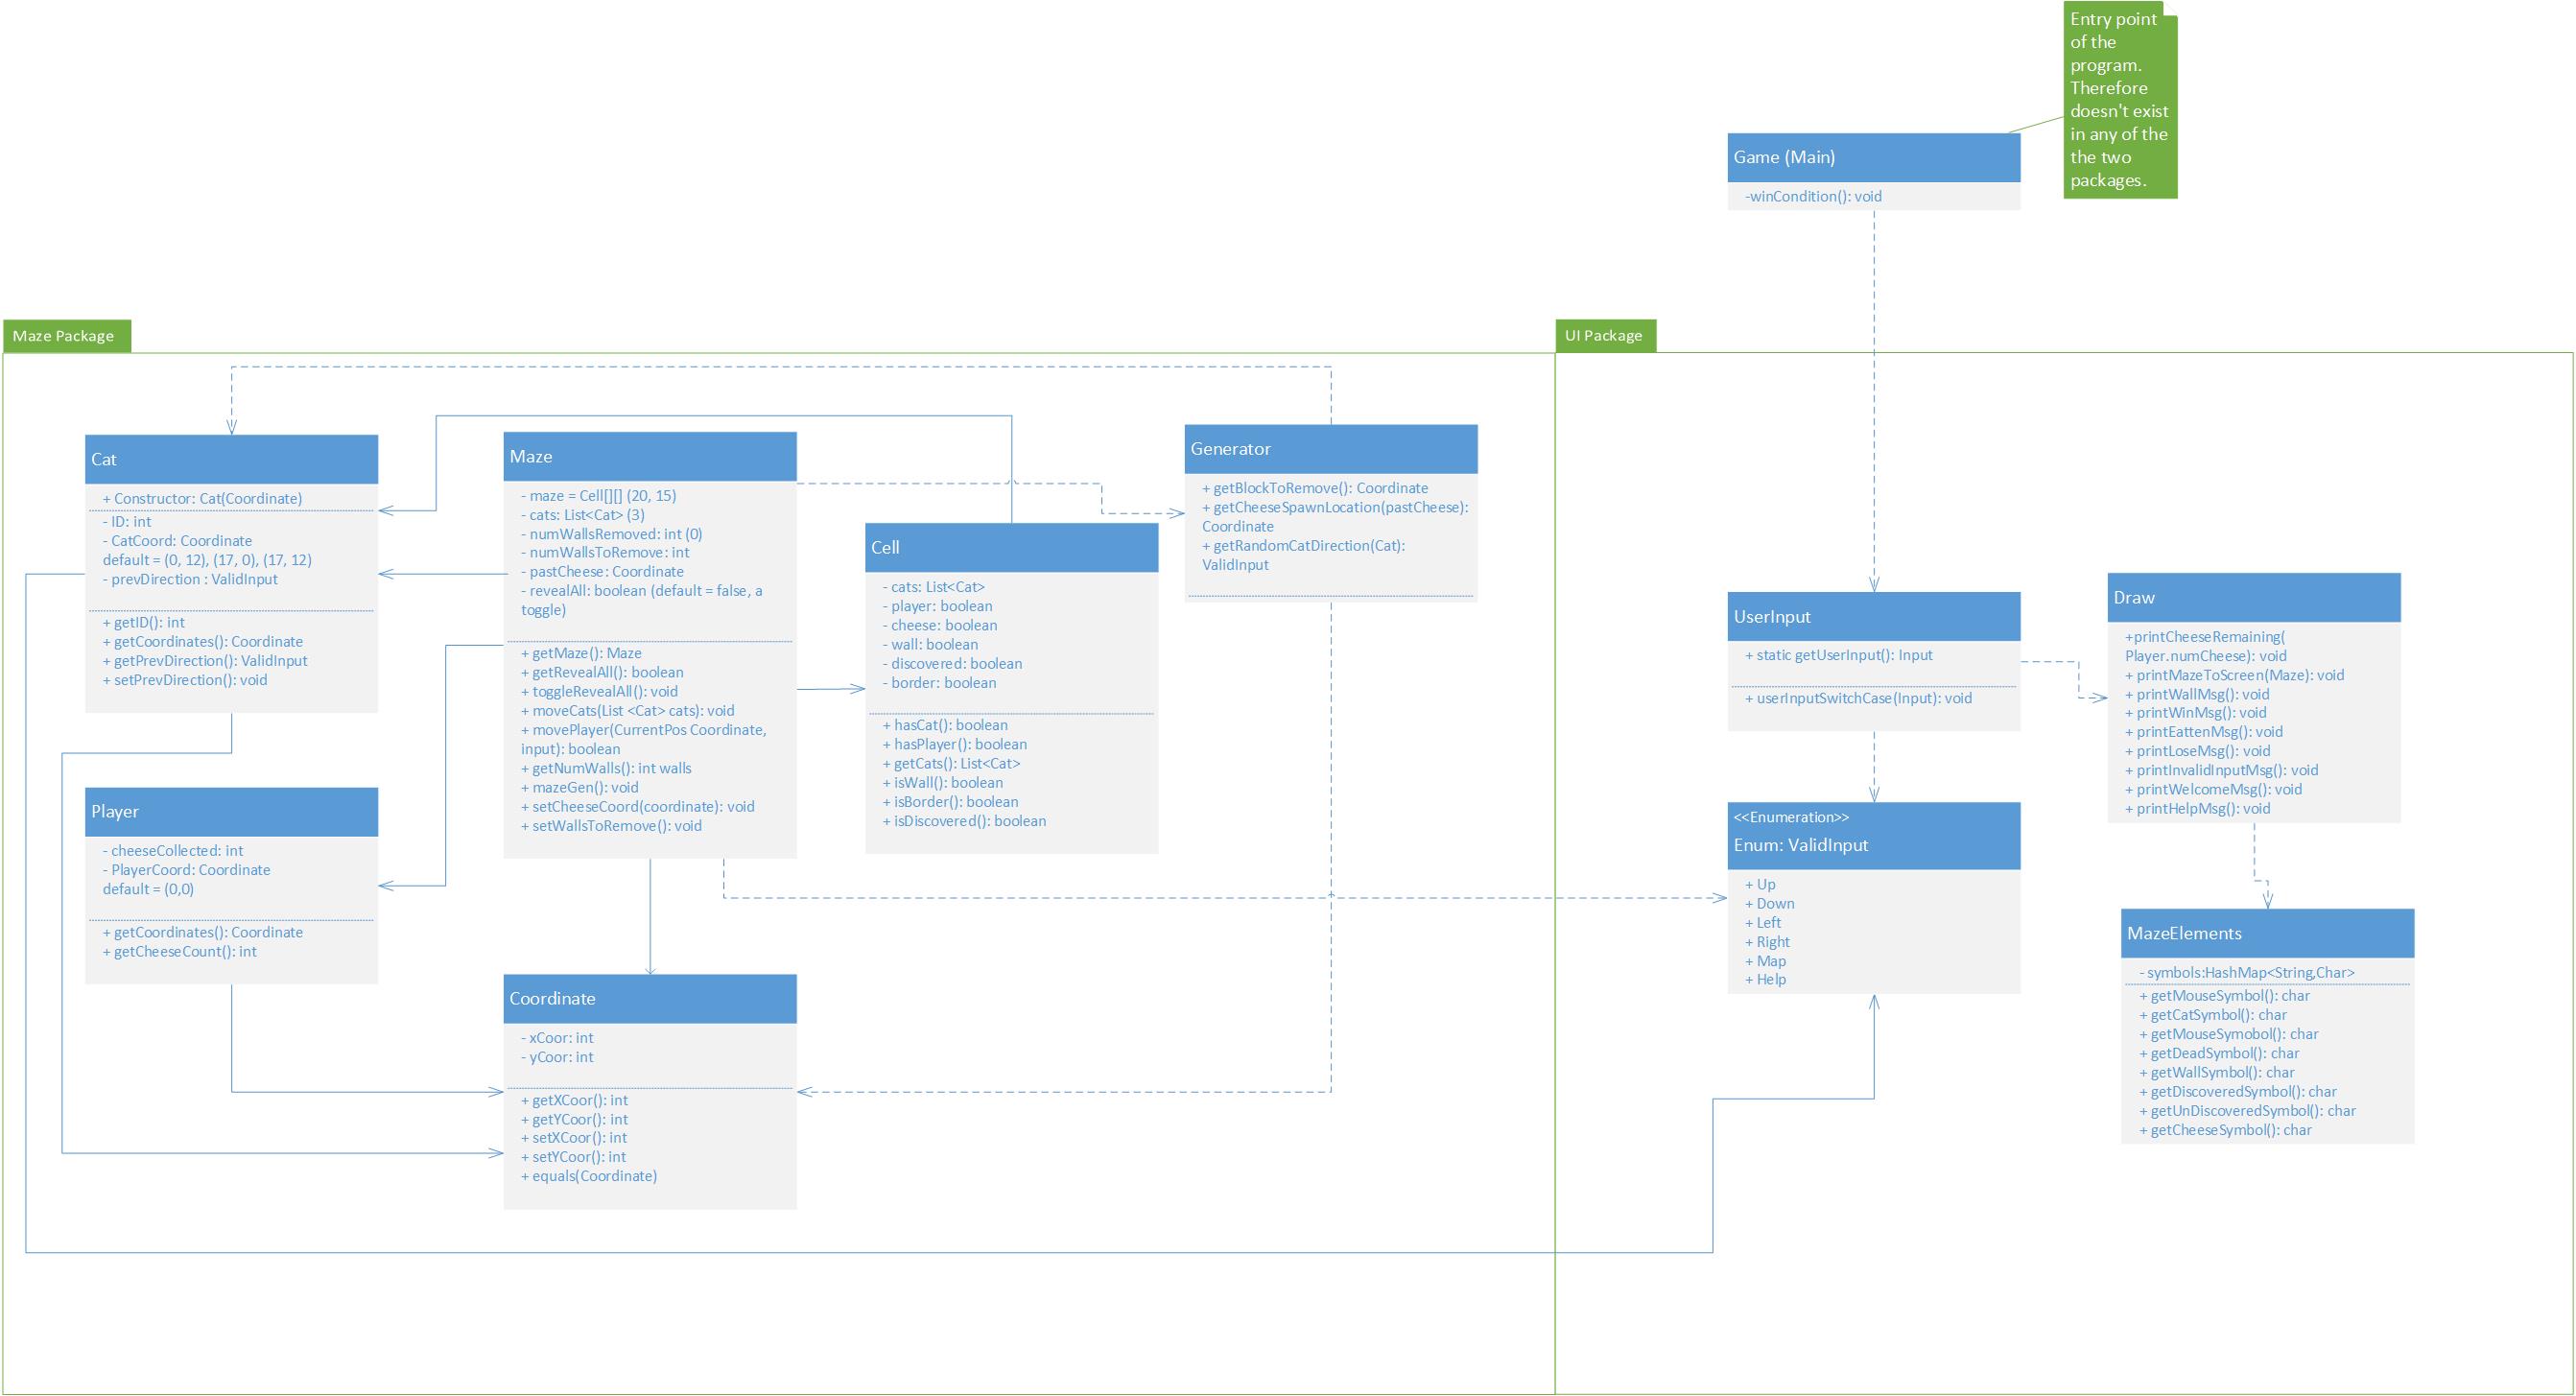 Entry point
of the
program.
Therefore
doesn't exist
in any of the
the two
packages.
Game (Main)
-winCondition(): void
Maze Package
UI Package
Cat
+ Constructor: Cat(Coordinate)
- ID: int
- CatCoord: Coordinate
default = (0, 12), (17, 0), (17, 12)
- prevDirection : ValidInput
+ getID(): int
+ getCoordinates(): Coordinate
+ getPrevDirection(): ValidInput
+ setPrevDirection(): void
Maze
- maze = Cell[][] (20, 15)
- cats: List<Cat> (3)
- numWallsRemoved: int (0)
- numWallsToRemove: int
- pastCheese: Coordinate
- revealAll: boolean (default = false, a
toggle)
+ getMaze(): Maze
+ getRevealAll(): boolean
+ toggleRevealAll(): void
+ moveCats(List <Cat> cats): void
+ movePlayer(CurrentPos Coordinate,
input): boolean
+ getNumWalls(): int walls
+ mazeGen(): void
+ setCheeseCoord(coordinate): void
+ setWallsToRemove(): void
Cell
- cats: List<Cat>
- player: boolean
- cheese: boolean
- wall: boolean
- discovered: boolean
- border: boolean
+ hasCat(): boolean
+ hasPlayer(): boolean
+ getCats(): List<Cat>
+ isWall(): boolean
+ isBorder(): boolean
+ isDiscovered(): boolean
Generator
+ getBlockToRemove(): Coordinate
+ getCheeseSpawnLocation(pastCheese):
Coordinate
+ getRandomCatDirection(Cat):
ValidInput
Player
- cheeseCollected: int
- PlayerCoord: Coordinate
default = (0,0)
+ getCoordinates(): Coordinate
+ getCheeseCount(): int
Coordinate
- xCoor: int
- yCoor: int
+ getXCoor(): int
+ getYCoor(): int
+ setXCoor(): int
+ setYCoor(): int
+ equals(Coordinate)
UserInput
+ static getUserInput(): Input
+ userInputSwitchCase(Input): void
<<Enumeration>>
Enum: ValidInput
+ Up
+ Down
+ Left
+ Right
+ Map
+ Help
Draw
+printCheeseRemaining(
Player.numCheese): void
+ printMazeToScreen(Maze): void
+ printWallMsg(): void
+ printWinMsg(): void
+ printEattenMsg(): void
+ printLoseMsg(): void
+ printInvalidInputMsg(): void
+ printWelcomeMsg(): void
+ printHelpMsg(): void
MazeElements
- symbols:HashMap<String,Char>
+ getMouseSymbol(): char
+ getCatSymbol(): char
+ getMouseSymobol(): char
+ getDeadSymbol(): char
+ getWallSymbol(): char
+ getDiscoveredSymbol(): char
+ getUnDiscoveredSymbol(): char
+ getCheeseSymbol(): char